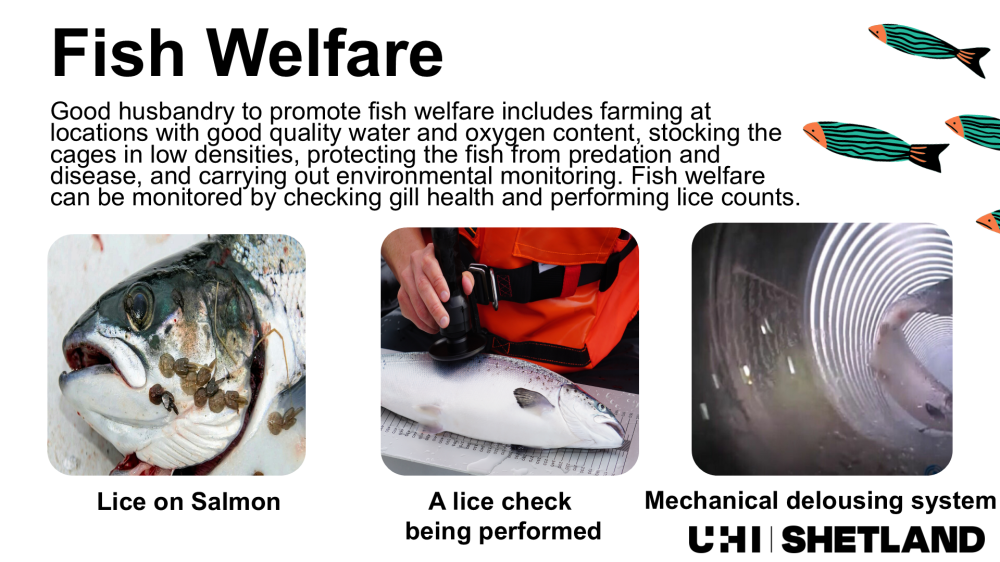 Fish Welfare
Good husbandry to promote fish welfare includes farming at
locations with good quality water and oxygen content, stocking the
cages in low densities, protecting the fish from predation and
disease, and carrying out environmental monitoring. Fish welfare
can be monitored by checking gill health and performing lice counts.
Lice on Salmon
A lice check
being performed
Mechanical delousing system
UHI | SHETLAND